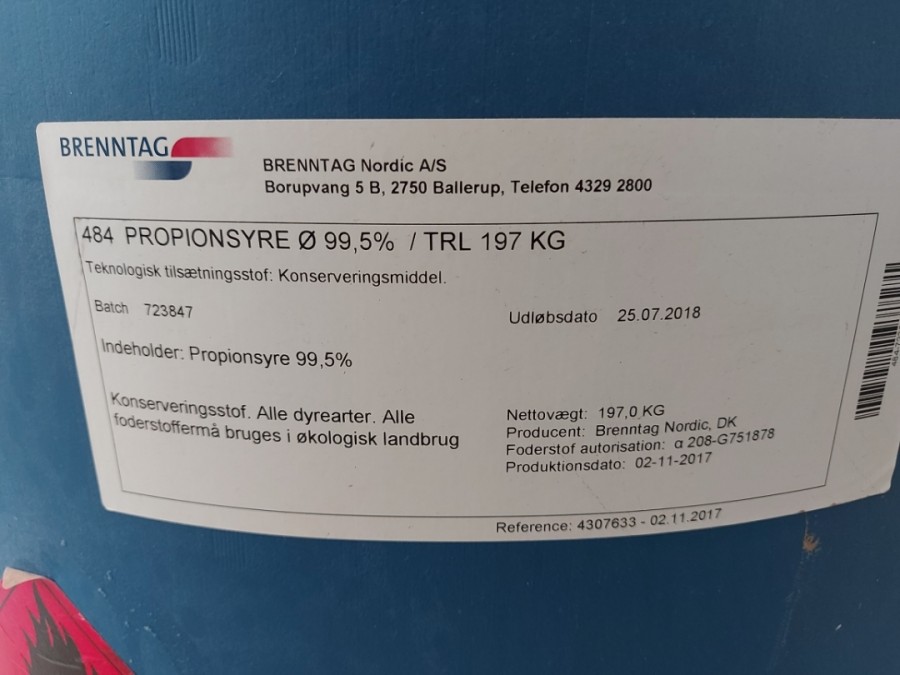 BRENNTAG
BRENNTAG Nordic A/S
Borupvang 5 B, 2750 Ballerup, Telefon 4329 2800
484 PROPIONSYRE Ø 99,5% / TRL 197 KG
Teknologisk tilsætningsstof: Konserveringsmiddel.
Batch 723847
Udløbsdato 25.07.2018
Indeholder: Propionsyre 99,5%
Konserveringsstof. Alle dyrearter. Alle
foderstoffermå bruges i økologisk landbrug
Nettovægt: 197,0 KG
Producent: Brenntag Nordic, DK
Foderstof autorisation: α 208-G751878
Produktionsdato: 02-11-2017
Reference: 4307633 - 02.11.2017